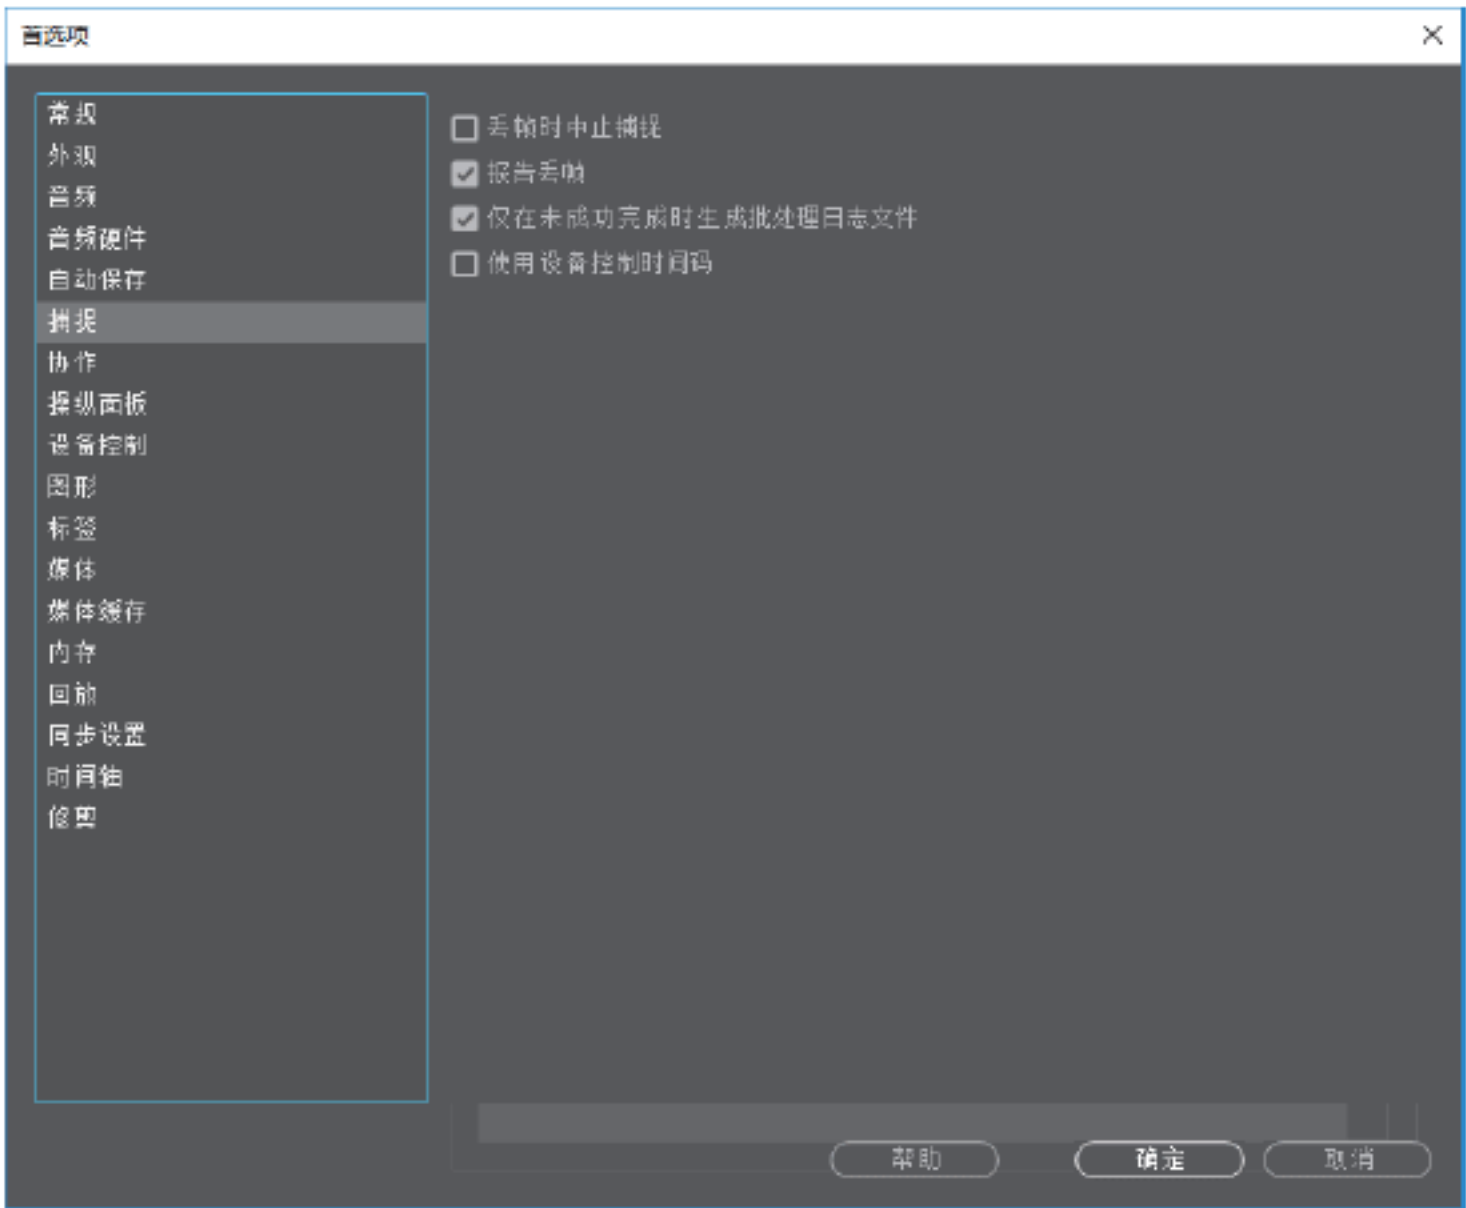 首选项
常规
外观
音频
音频硬件
自动保存
捕捉
协作
操纵面板
设备控制
图形
标签
媒体
媒体缓存
内存
回放
同步设置
时间轴
修剪
丢帧时中止捕捉
报告丢帧
仅在未成功完成时生成批处理日志文件
使用设备控制时间码
帮助
确定
取消